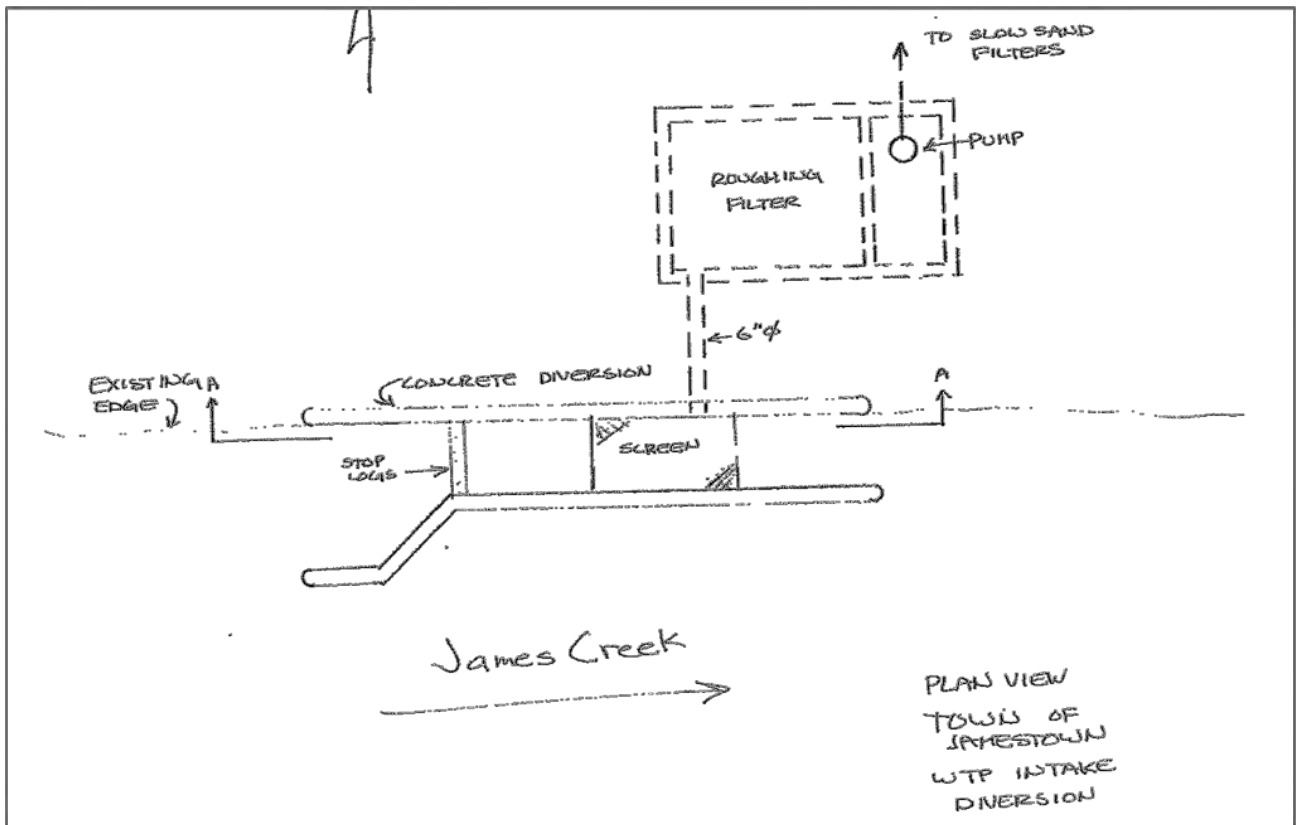 TO SLOW SAND
FILTERS
PUMP
ROUGHING
FILTER
6"ø
EXISTING
EDGE
A
CONCRETE DIVERSION
A
SCREEN
STOP
LOGS
James Creek
PLAN VIEW
TOWN OF
JAMESTOWN
WTP INTAKE
DIVERSION